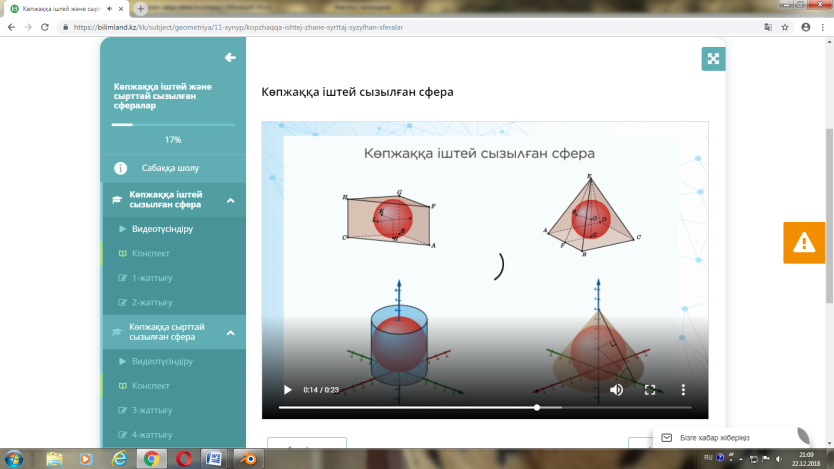 Көпжаққа іштей және сырт
https://bilimland.kz/kk/subject/geometriya/11-synyp/kopzhaqqa-ishtej-zhane-syrttaj-syzylhan-sferalar
Көпжаққа іштей және
сырттай сызылған
сфералар
17%
Сабаққа шолу
Көпжаққа іштей
сызылған сфера
Видеотүсіндіру
Конспект
1-жаттығу
2-жаттығу
Көпжаққа сырттай
сызылған сфера
Видеотүсіндіру
Конспект
3-жаттығу
4-жаттығу
Көпжаққа іштей сызылған сфера
Көпжаққа іштей сызылған сфера
H
G
F
C
A
E
A
F
B
C
D
O
G
0:14 / 0:23
Бізге хабар жіберіңіз
RU
21:09
22.12.2018